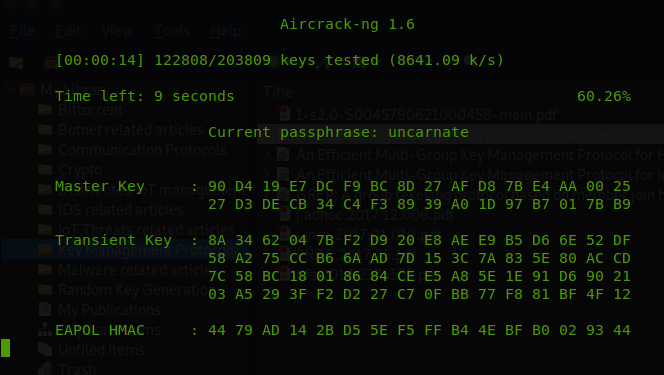 Aircrack-ng 1.6
File Edit View Tools Help
[00:00:14] 122808/203809 keys tested (8641.09 k/s)
My Library
Title
Time left: 9 seconds 60.26%
Bittorrent
1-s2.0-S0045790621000458-main.pdf
Botnet related articles
Current passphrase: uncarnate
Communication Protocols
An Efficient Multi-Group Key Management Protocol for
Crypto
An Efficient Multi-Group Key Management Protocol for
Master Key : 90 D4 19 E7 DC F9 BC 8D 27 AF D8 7B E4 AA 00 25
27 D3 DE CB 34 C4 F3 89 39 A0 1D 97 B7 01 7B B9
IDS related articles
j.adhoc.2017.12.006.pdf
IoT Threats related articles
Transient Key : 8A 34 62 04 7B F2 D9 20 E8 AE E9 B5 D6 6E 52 DF
Key Management Protocols
58 A2 75 CC B6 6A AD 7D 15 3C 7A 83 5E 80 AC CD
Malware related articles
7C 58 BC 18 01 86 84 CE E5 A8 5E 1E 91 D6 90 21
Random Key Generation
03 A5 29 3F F2 D2 27 C7 0F BB 77 F8 81 BF 4F 12
My Publications
EAPOL HMAC : 44 79 AD 14 2B D5 5E F5 FF B4 4E BF B0 02 93 44
Unfiled Items
Trash